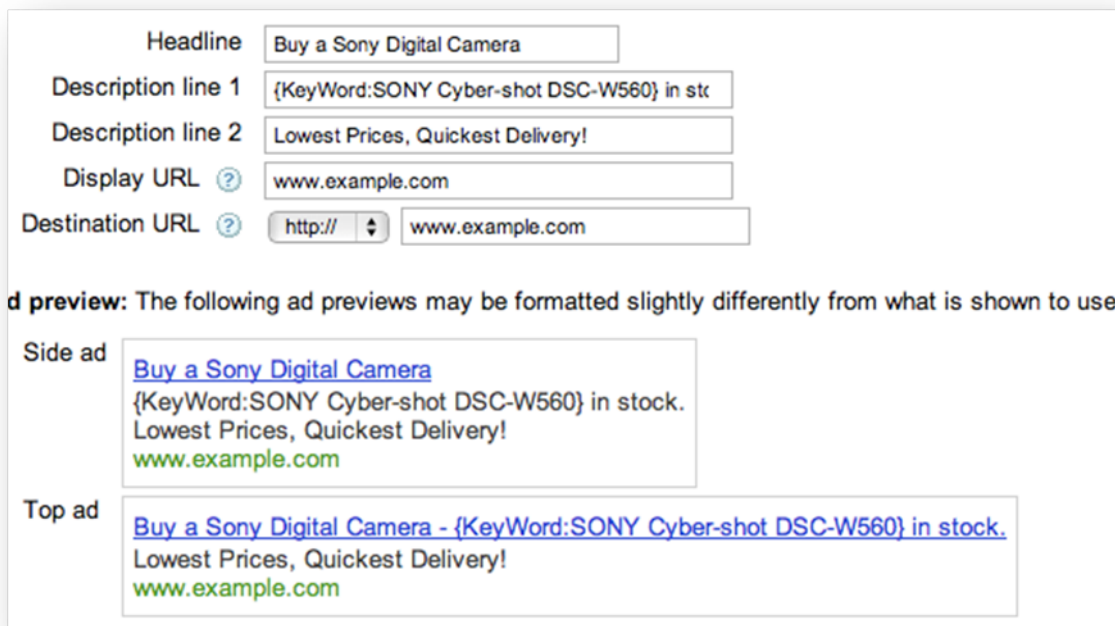 Headline Buy a Sony Digital Camera
Description line 1 {KeyWord:SONY Cyber-shot DSC-W560} in stc
Description line 2 Lowest Prices, Quickest Delivery!
Display URL ? www.example.com
Destination URL ? http:// www.example.com
d preview: The following ad previews may be formatted slightly differently from what is shown to use
Side ad
Buy a Sony Digital Camera
{KeyWord:SONY Cyber-shot DSC-W560} in stock.
Lowest Prices, Quickest Delivery!
www.example.com
Top ad
Buy a Sony Digital Camera - {KeyWord:SONY Cyber-shot DSC-W560} in stock.
Lowest Prices, Quickest Delivery!
www.example.com